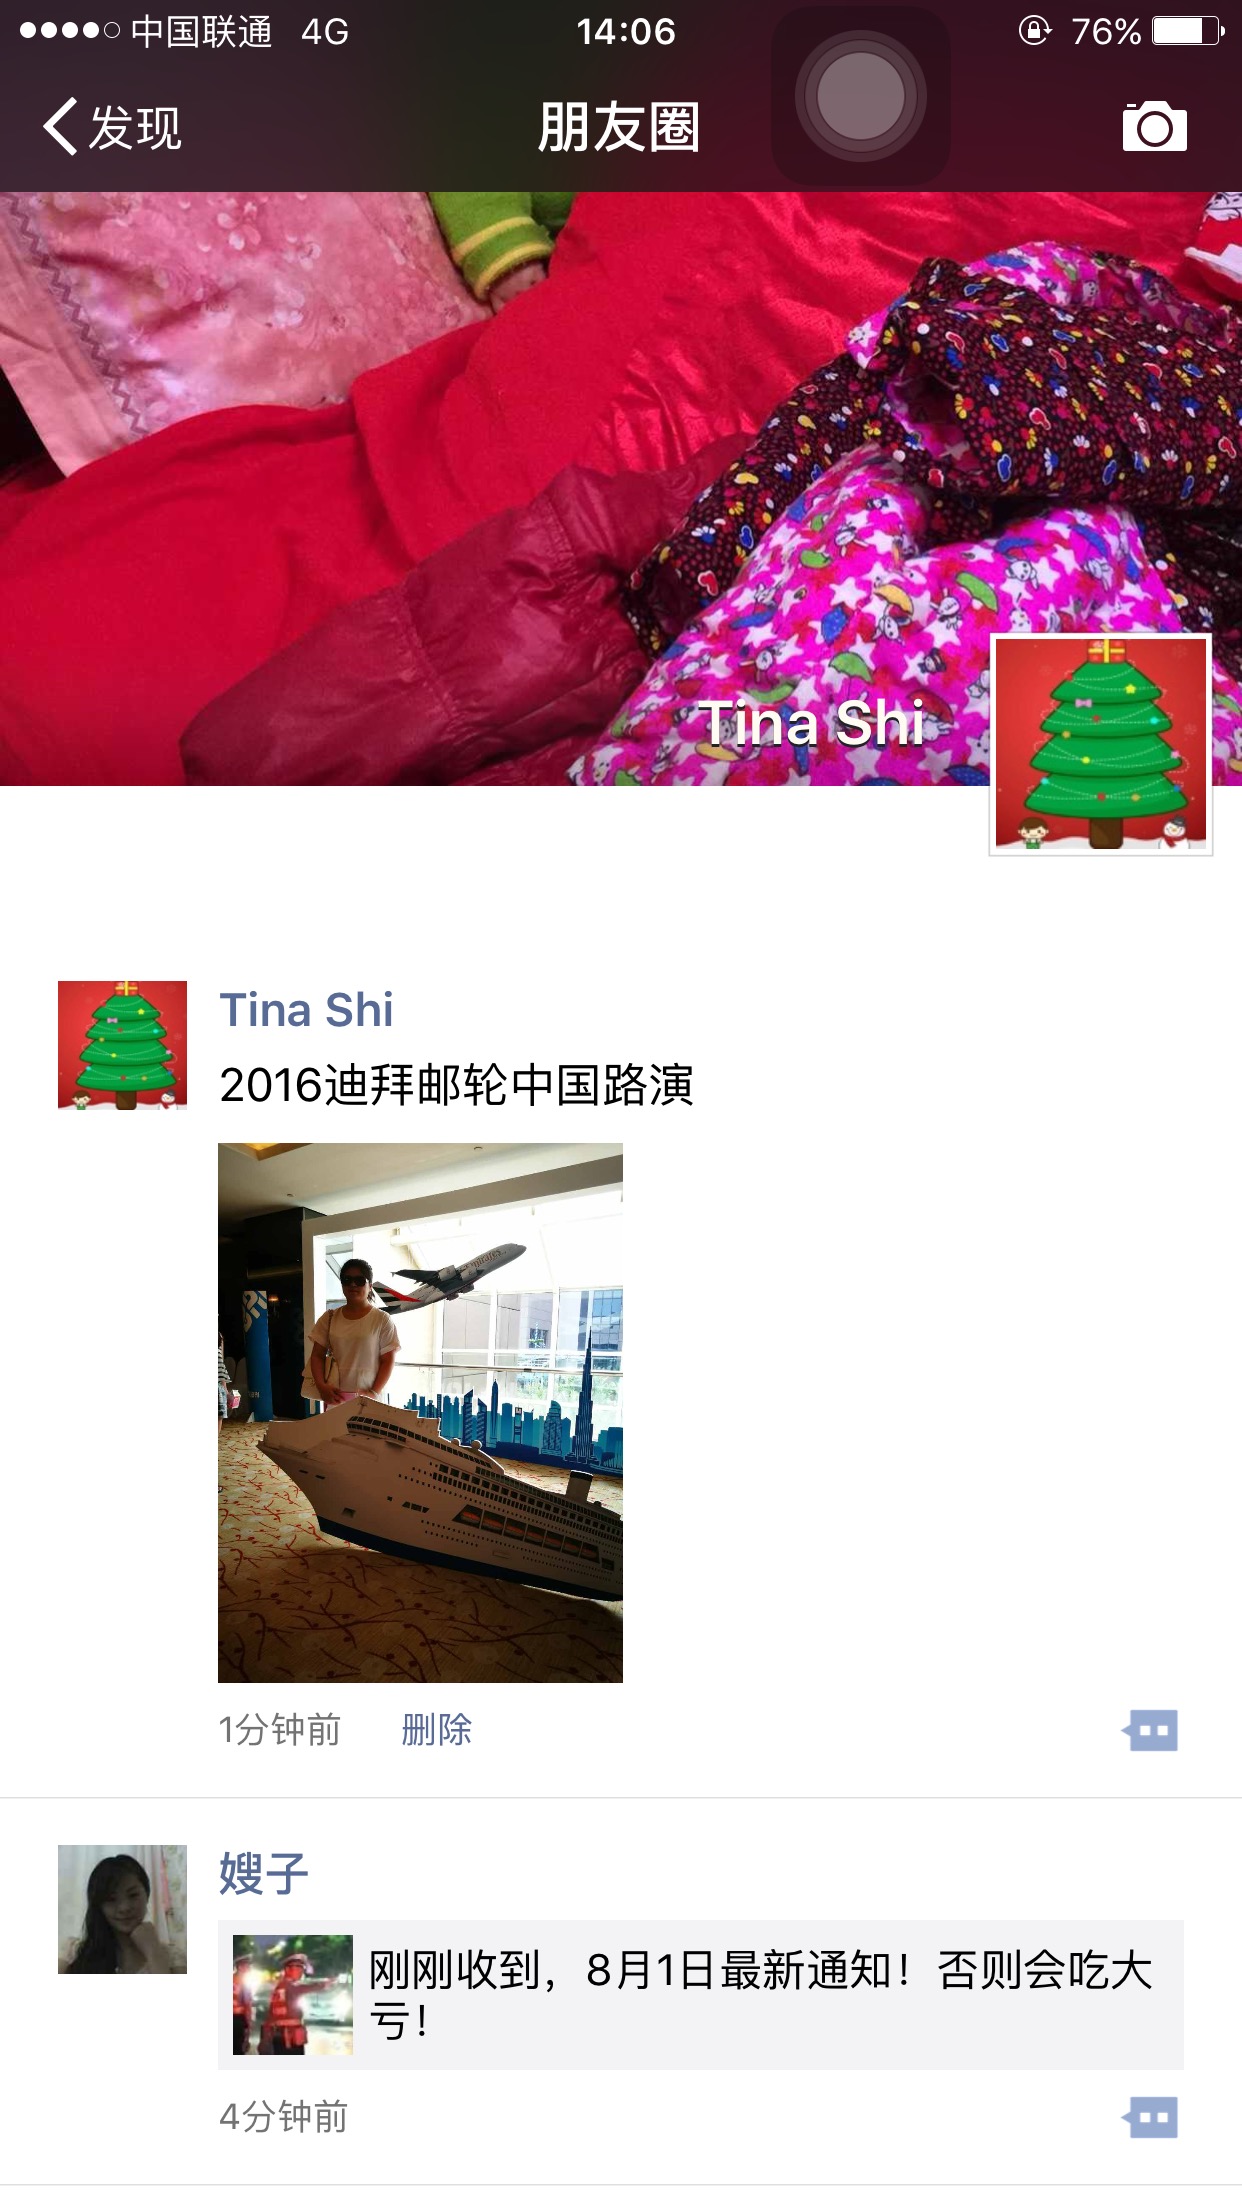 中国联通 4G 14:06 76%
发现 朋友圈
Tina Shi
Tina Shi
2016迪拜邮轮中国路演
Emirates
1分钟前 删除
嫂子
刚刚收到，8月1日最新通知！否则会吃大
亏！
4分钟前